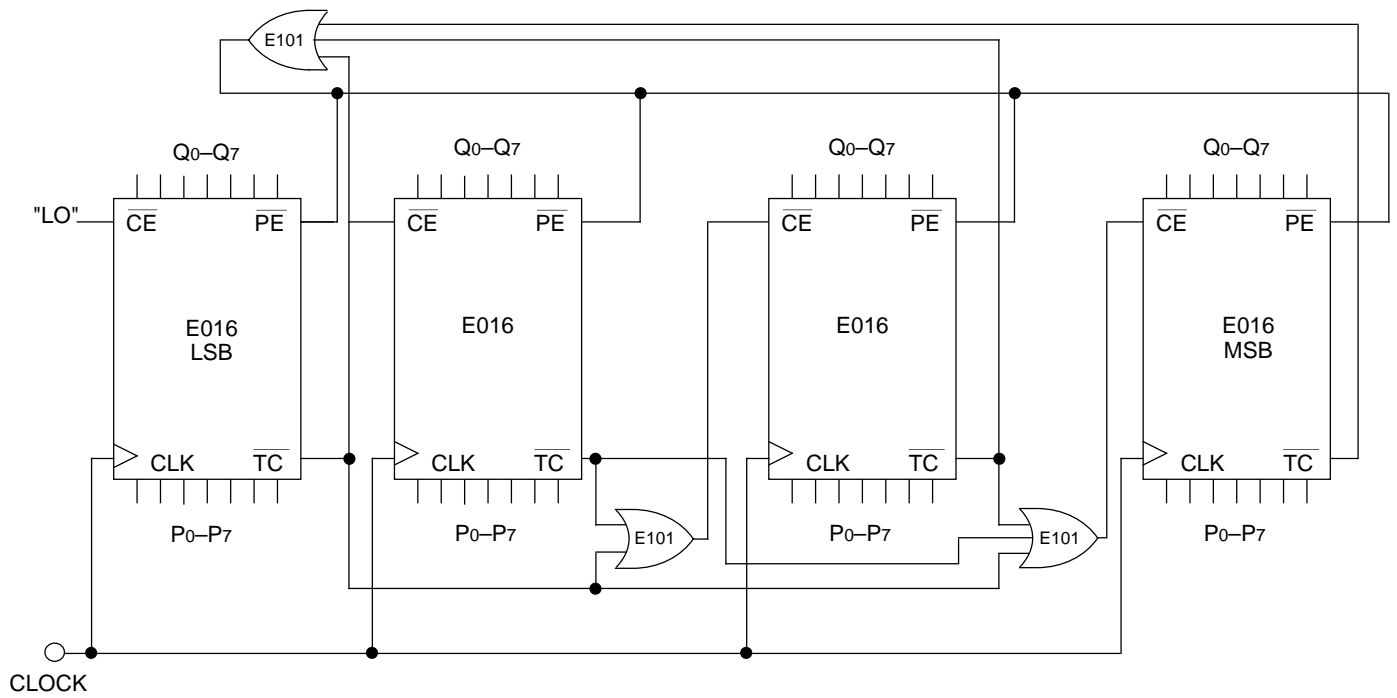 E101
Q0–Q7
Q0–Q7
Q0–Q7
Q0–Q7
"LO"
CE
PE
CE
PE
CE
PE
CE
PE
E016
LSB
E016
E016
E016
MSB
CLK
TC
CLK
TC
CLK
TC
CLK
TC
P0–P7
P0–P7
P0–P7
P0–P7
E101
E101
CLOCK